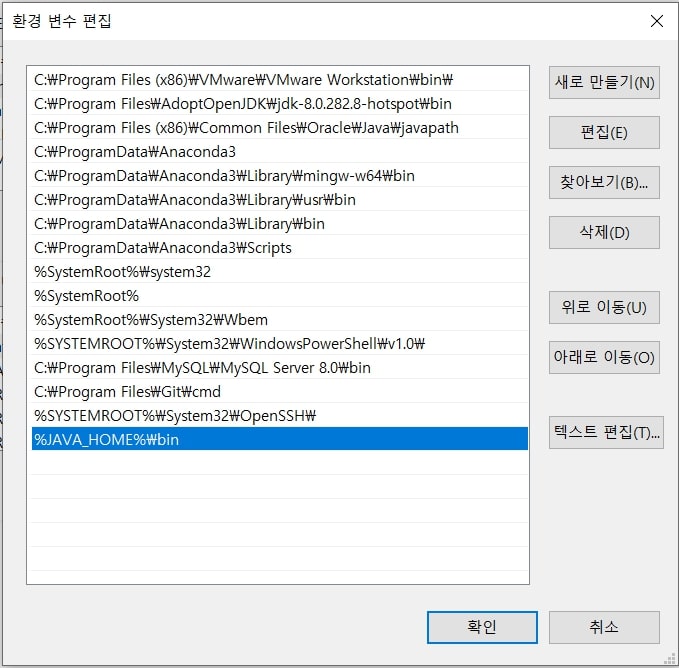 환경 변수 편집
C:₩Program Files (x86)₩VMware₩VMware Workstation₩bin₩
C:₩Program Files₩AdoptOpenJDK₩jdk-8.0.282.8-hotspot₩bin
C:₩Program Files (x86)₩Common Files₩Oracle₩Java₩javapath
C:₩ProgramData₩Anaconda3
C:₩ProgramData₩Anaconda3₩Library₩mingw-w64₩bin
C:₩ProgramData₩Anaconda3₩Library₩usr₩bin
C:₩ProgramData₩Anaconda3₩Library₩bin
C:₩ProgramData₩Anaconda3₩Scripts
%SystemRoot%₩system32
%SystemRoot%
%SystemRoot%₩System32₩Wbem
%SYSTEMROOT%₩System32₩WindowsPowerShell₩v1.0₩
C:₩Program Files₩MySQL₩MySQL Server 8.0₩bin
C:₩Program Files₩Git₩cmd
%SYSTEMROOT%₩System32₩OpenSSH₩
%JAVA_HOME%₩bin
새로 만들기(N)
편집(E)
찾아보기(B)...
삭제(D)
위로 이동(U)
아래로 이동(O)
텍스트 편집(T)...
확인
취소